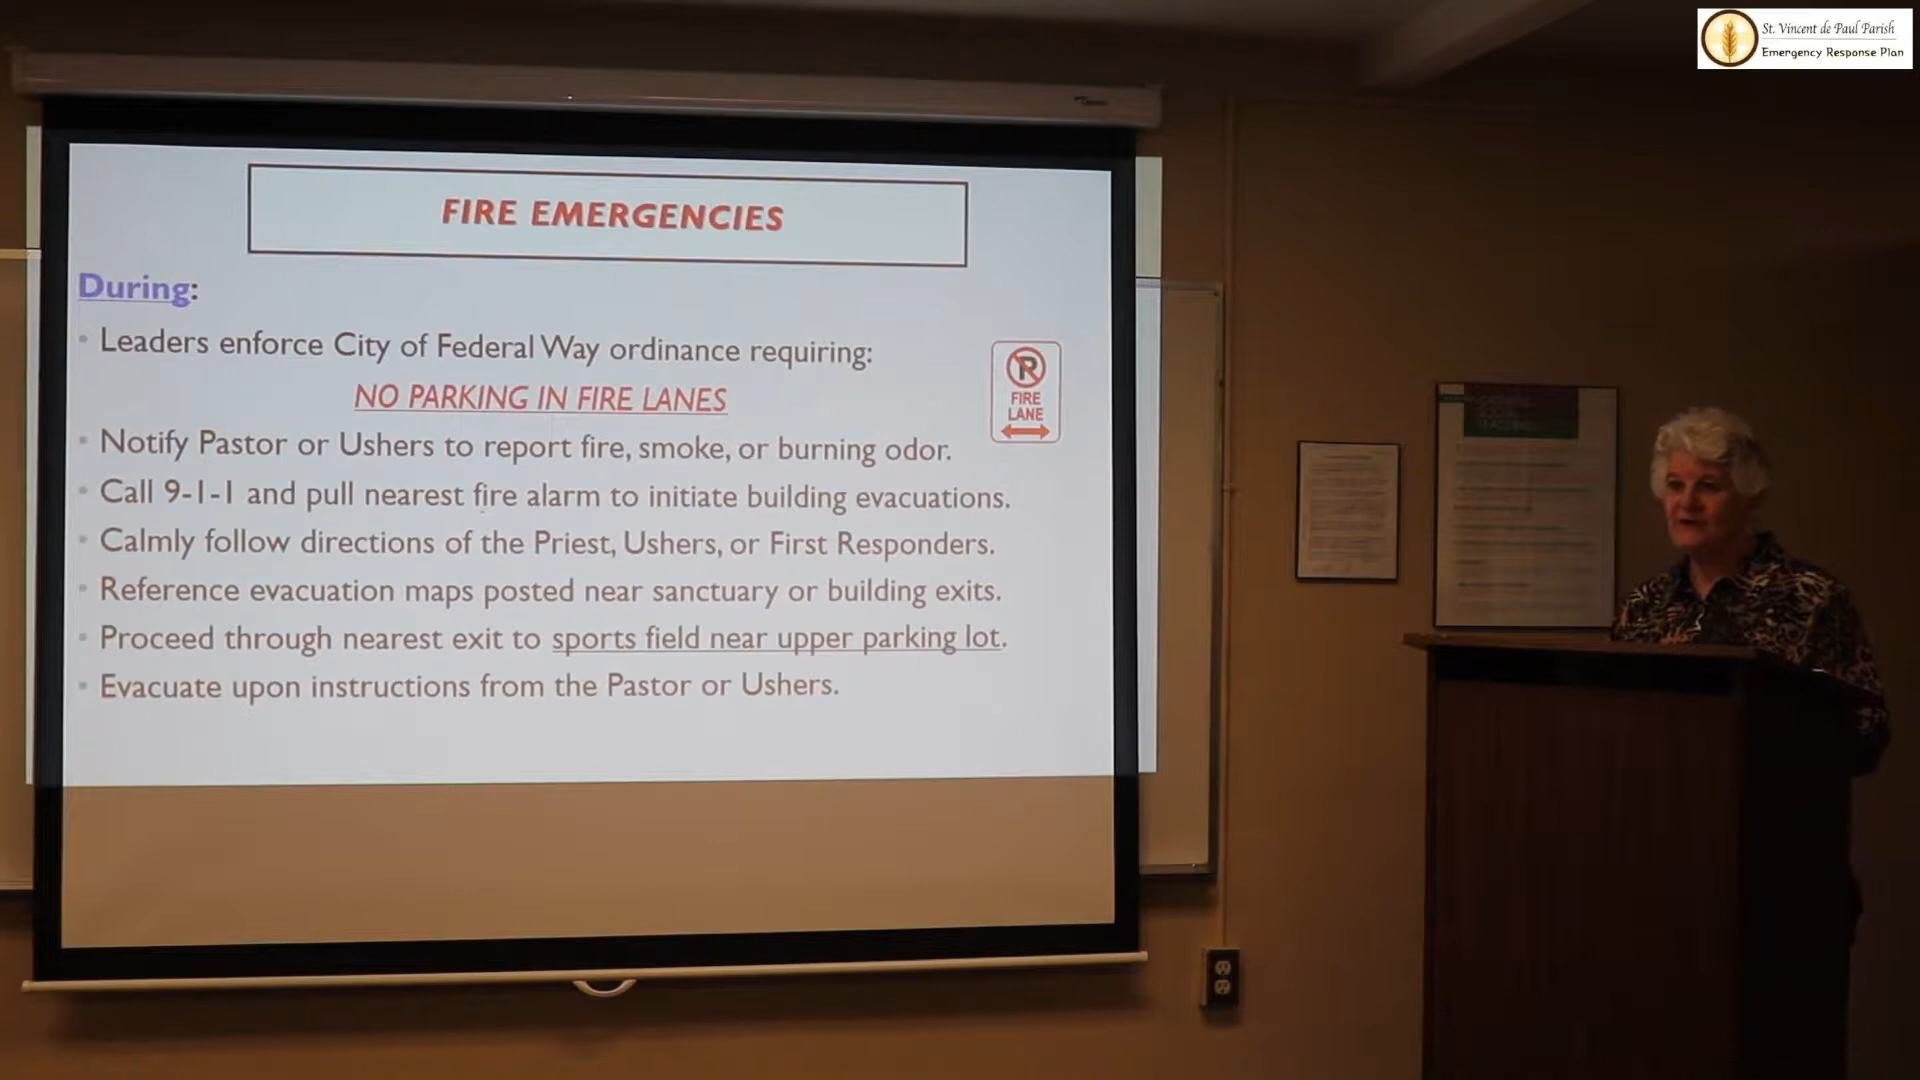 St. Vincent de Paul Parish
Emergency Response Plan
FIRE EMERGENCIES
During:
Leaders enforce City of Federal Way ordinance requiring:
NO PARKING IN FIRE LANES
P
FIRE
LANE
Notify Pastor or Ushers to report fire, smoke, or burning odor.
Call 9-1-1 and pull nearest fire alarm to initiate building evacuations.
Calmly follow directions of the Priest, Ushers, or First Responders.
Reference evacuation maps posted near sanctuary or building exits.
Proceed through nearest exit to sports field near upper parking lot.
Evacuate upon instructions from the Pastor or Ushers.